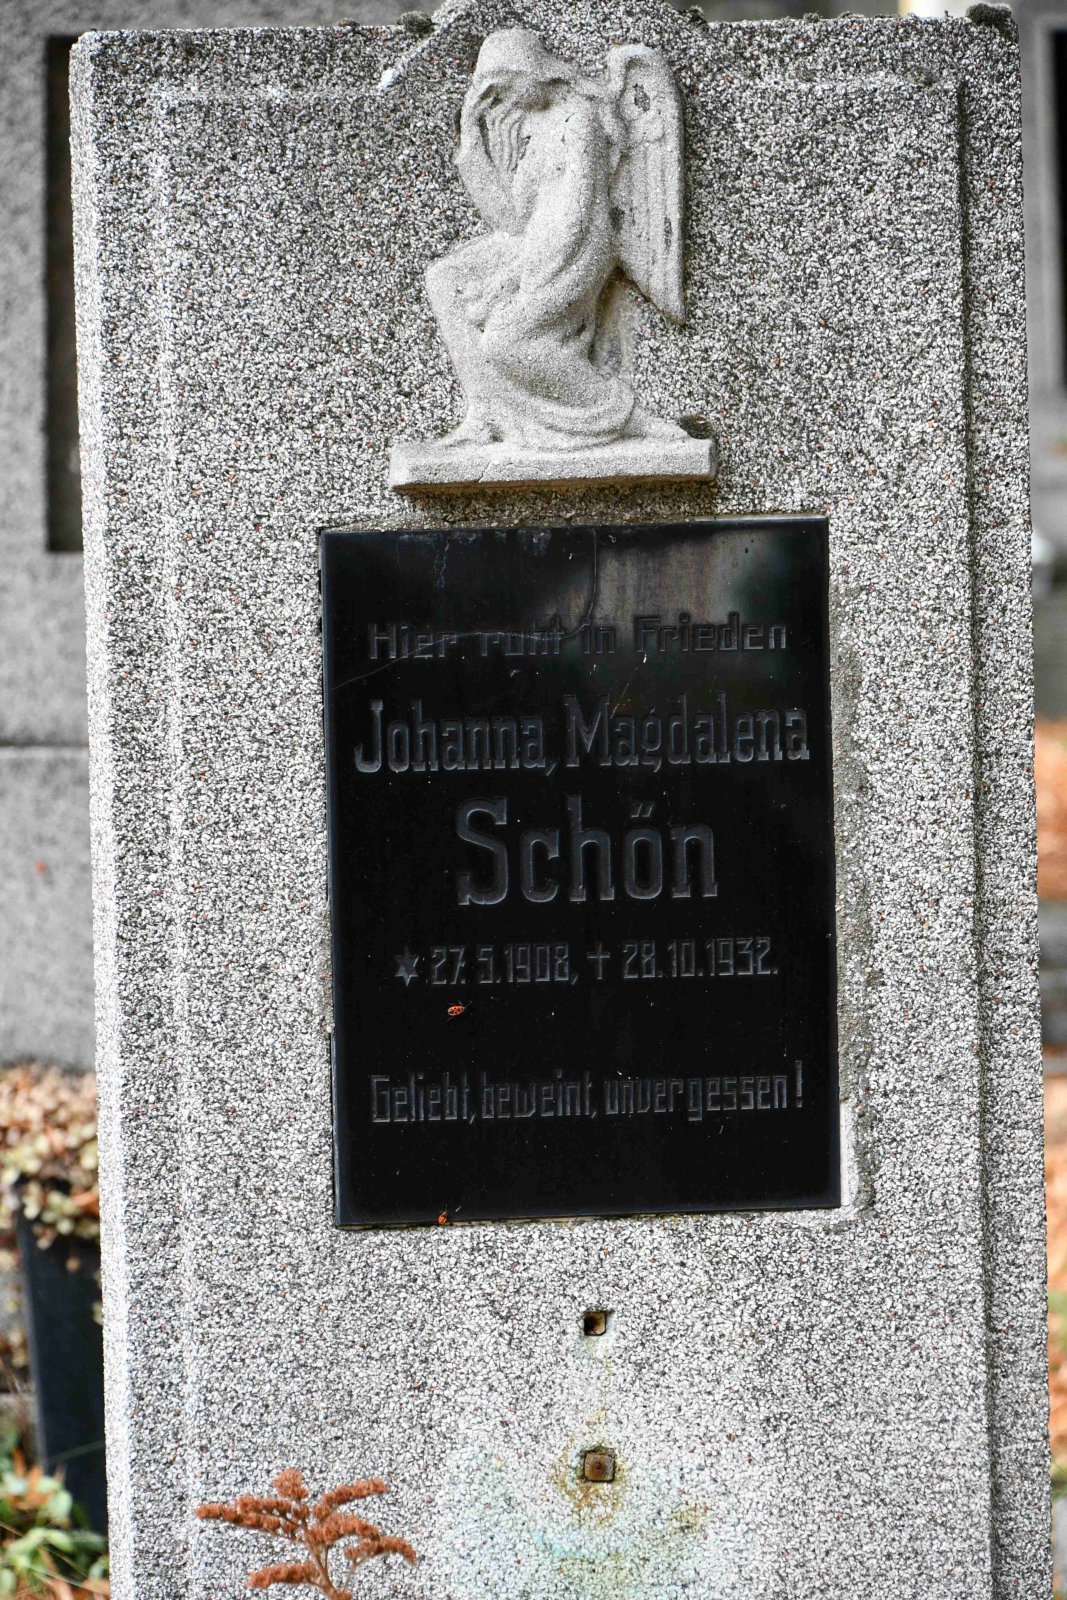 Hier ruht in Frieden
Johanna, Magdalena
Schön
* 27. 5. 1908, † 28. 10. 1932.
Geliebt, beweint, unvergessen!